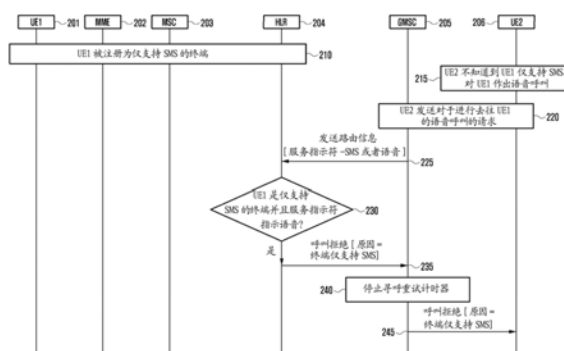 UE1 201 MME 202 MSC 203 HLR 204 GMSC 205 206 UE2
UE1 被注册为仅支持 SMS 的终端
210
215
UE2 不知道到 UE1 仅支持 SMS
对 UE1 作出语音呼叫
UE2 发送对于进行去往 UE1
的语音呼叫的请求
220
发送路由信息
[ 服务指示符 -SMS 或者语音 ]
225
UE1 是仅支持
SMS 的终端并且服务指示符
指示语音?
230
是
呼叫拒绝 [ 原因 =
终端仅支持 SMS]
235
240
停止寻呼重试计时器
呼叫拒绝 [ 原因 =
终端仅支持 SMS]
245